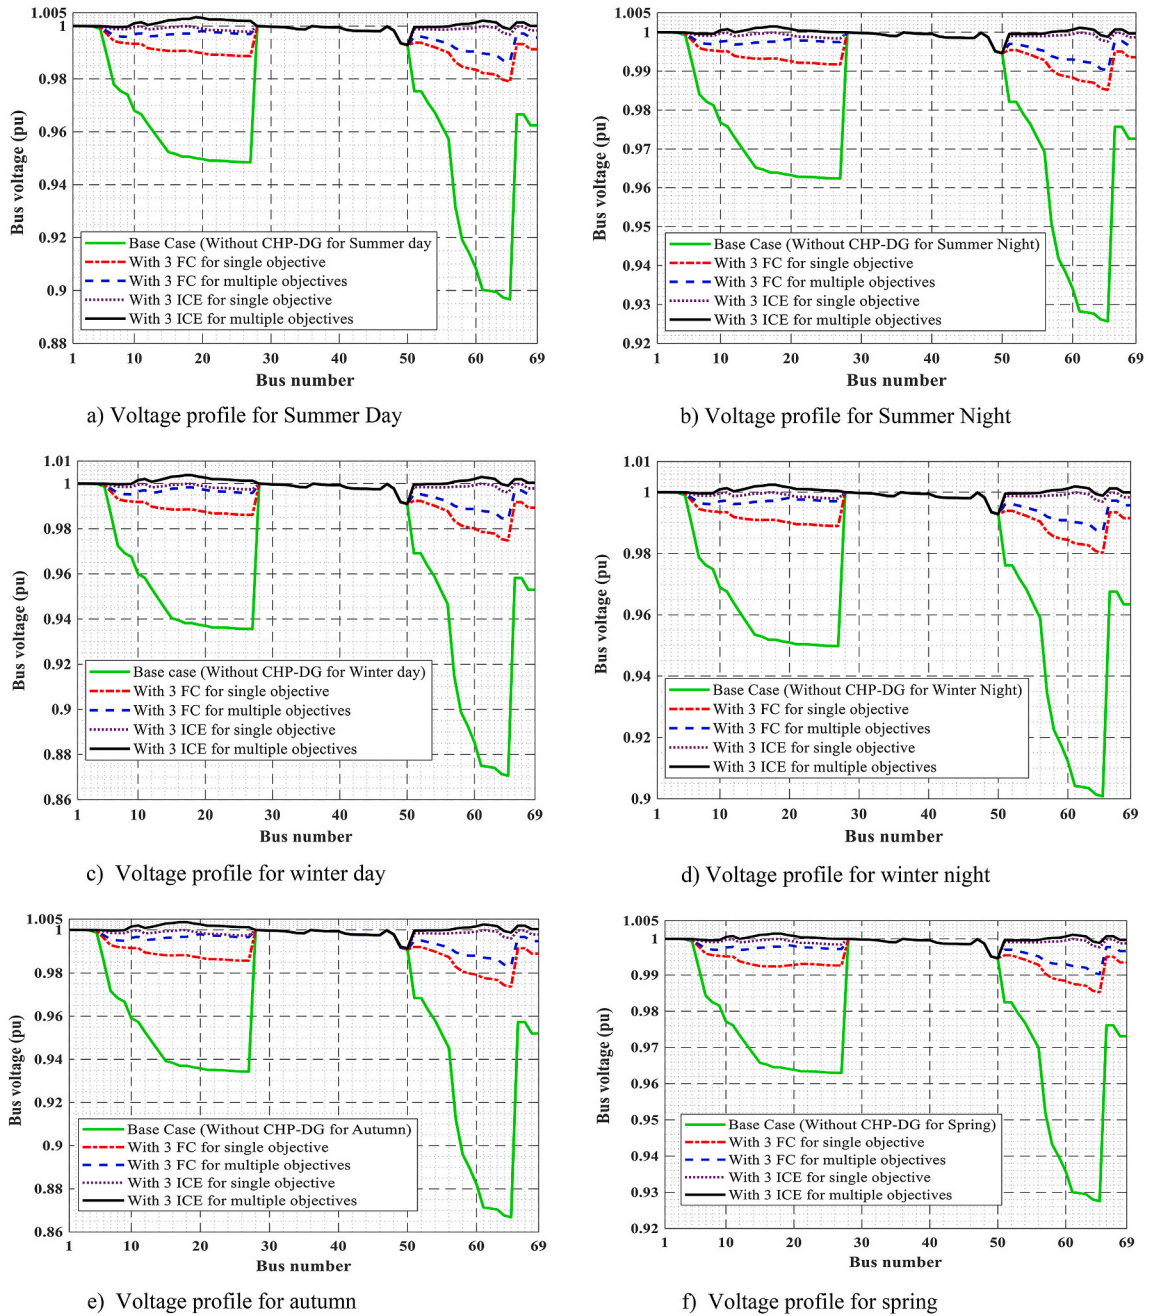 1.005
1
0.98
0.96
0.94
0.92
0.9
0.88
Bus voltage (pu)
Base Case (Without CHP-DG for Summer day
With 3 FC for single objective
With 3 FC for multiple objectives
With 3 ICE for single objective
With 3 ICE for multiple objectives
1 10 20 30 40 50 60 69
Bus number
a) Voltage profile for Summer Day
1.005
1
0.99
0.98
0.97
0.96
0.95
0.94
0.93
0.92
Bus voltage (pu)
Base Case (Without CHP-DG for Summer Night)
With 3 FC for single objective
With 3 FC for multiple objectives
With 3 ICE for single objective
With 3 ICE for multiple objectives
1 10 20 30 40 50 60 69
Bus number
b) Voltage profile for Summer Night
1.01
1
0.98
0.96
0.94
0.92
0.9
0.88
0.86
Bus voltage (pu)
Base case (Without CHP-DG for Winter day)
With 3 FC for single objective
With 3 FC for multiple objectives
With 3 ICE for single objective
With 3 ICE for multiple objectives
1 10 20 30 40 50 60 69
Bus number
c) Voltage profile for winter day
1.01
1
0.98
0.96
0.94
0.92
0.9
Bus voltage (pu)
Base Case (Without CHP-DG for Winter Night)
With 3 FC for single objective
With 3 FC for multiple objectives
With 3 ICE for single objective
With 3 ICE for multiple objectives
1 10 20 30 40 50 60 69
Bus number
d) Voltage profile for winter night
1.005
1
0.98
0.96
0.94
0.92
0.9
0.88
0.86
Bus voltage (pu)
Base Case (Without CHP-DG for Autumn)
With 3 FC for single objective
With 3 FC for multiple objectives
With 3 ICE for single objective
With 3 ICE for multiple objectives
1 10 20 30 40 50 60 69
Bus number
e) Voltage profile for autumn
1.005
1
0.99
0.98
0.97
0.96
0.95
0.94
0.93
0.92
Bus voltage (pu)
Base Case (Without CHP-DG for Spring)
With 3 FC for single objective
With 3 FC for multiple objectives
With 3 ICE for single objective
With 3 ICE for multiple objectives
1 10 20 30 40 50 60 69
Bus number
f) Voltage profile for spring